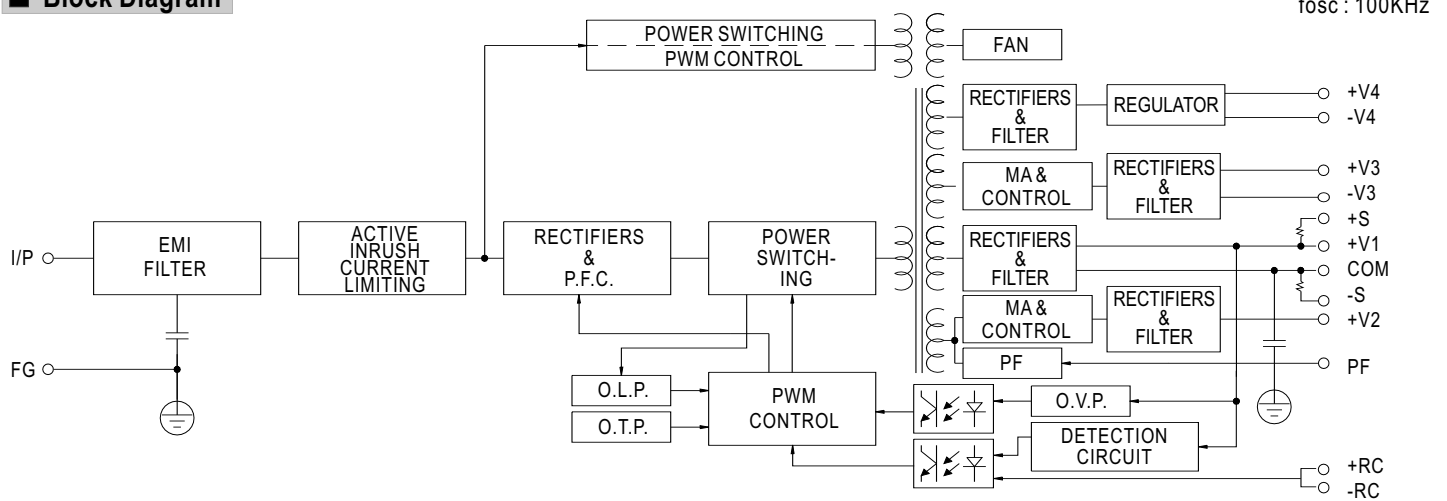 ■ Block Diagram
fosc : 100KHz
POWER SWITCHING
PWM CONTROL
FAN
RECTIFIERS
&
FILTER
REGULATOR
+V4
-V4
MA &
CONTROL
RECTIFIERS
&
FILTER
+V3
-V3
I/P
EMI
FILTER
ACTIVE
INRUSH
CURRENT
LIMITING
RECTIFIERS
&
P.F.C.
POWER
SWITCH-
ING
RECTIFIERS
&
FILTER
+S
+V1
COM
-S
MA &
CONTROL
RECTIFIERS
&
FILTER
+V2
FG
PF
PF
O.L.P.
O.T.P.
PWM
CONTROL
O.V.P.
DETECTION
CIRCUIT
+RC
-RC